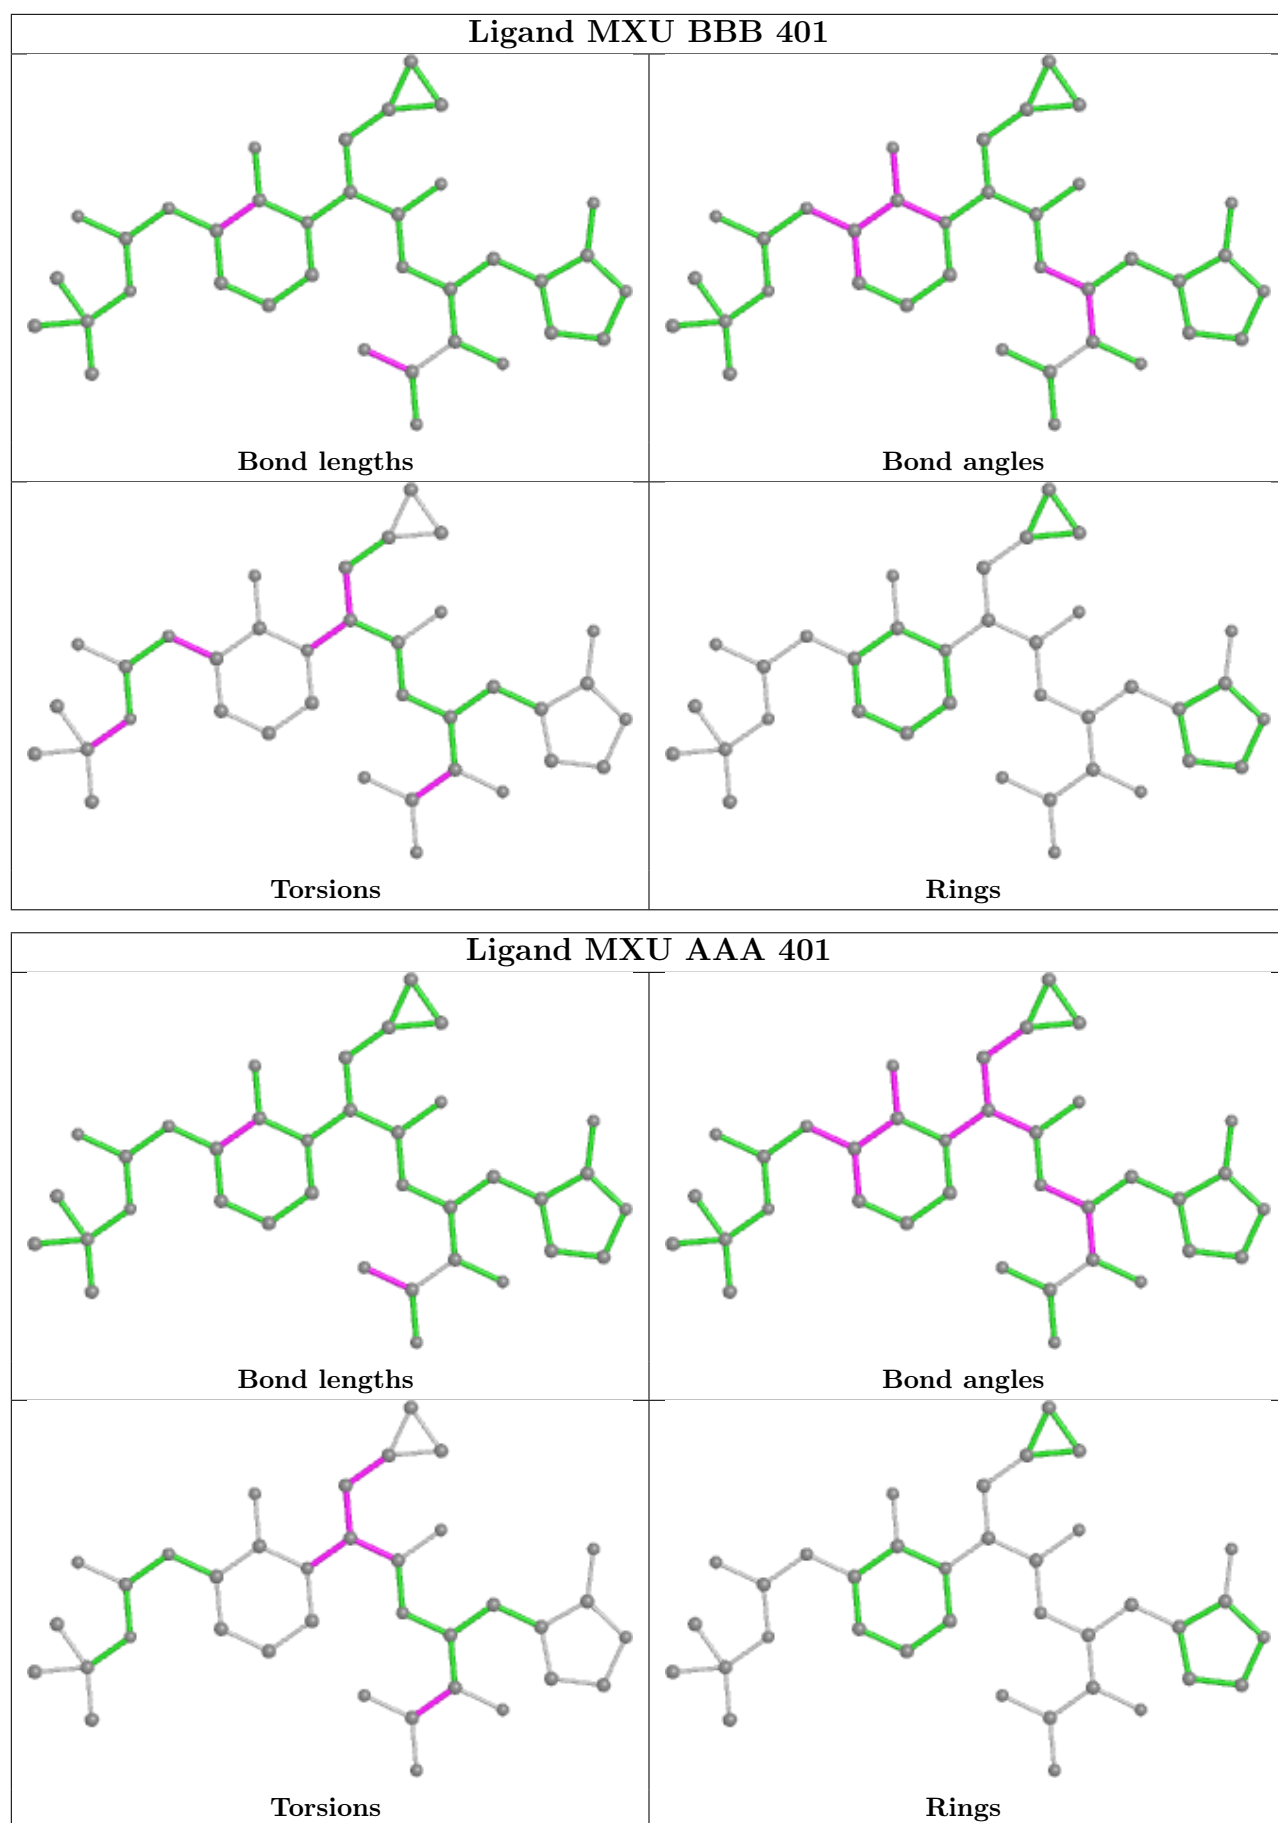 Ligand MXU BBB 401
Bond lengths
Bond angles
Torsions
Rings
Ligand MXU AAA 401
Bond lengths
Bond angles
Torsions
Rings